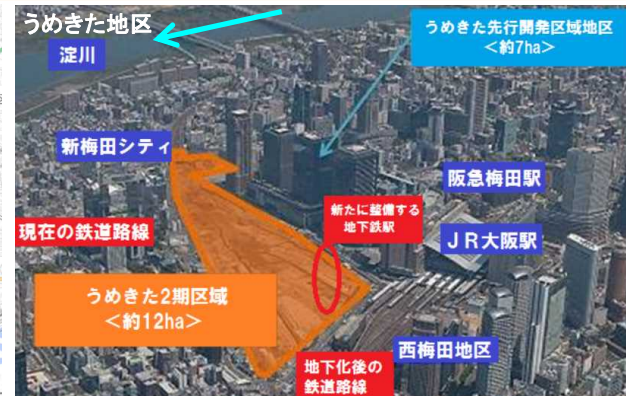 うめきた地区
うめきた先行開発区域地区
<約7ha>
淀川
新梅田シティ
阪急梅田駅
新たに整備する
地下鉄駅
現在の鉄道路線
JR大阪駅
うめきた2期区域
<約12ha>
西梅田地区
地下化後の
鉄道路線